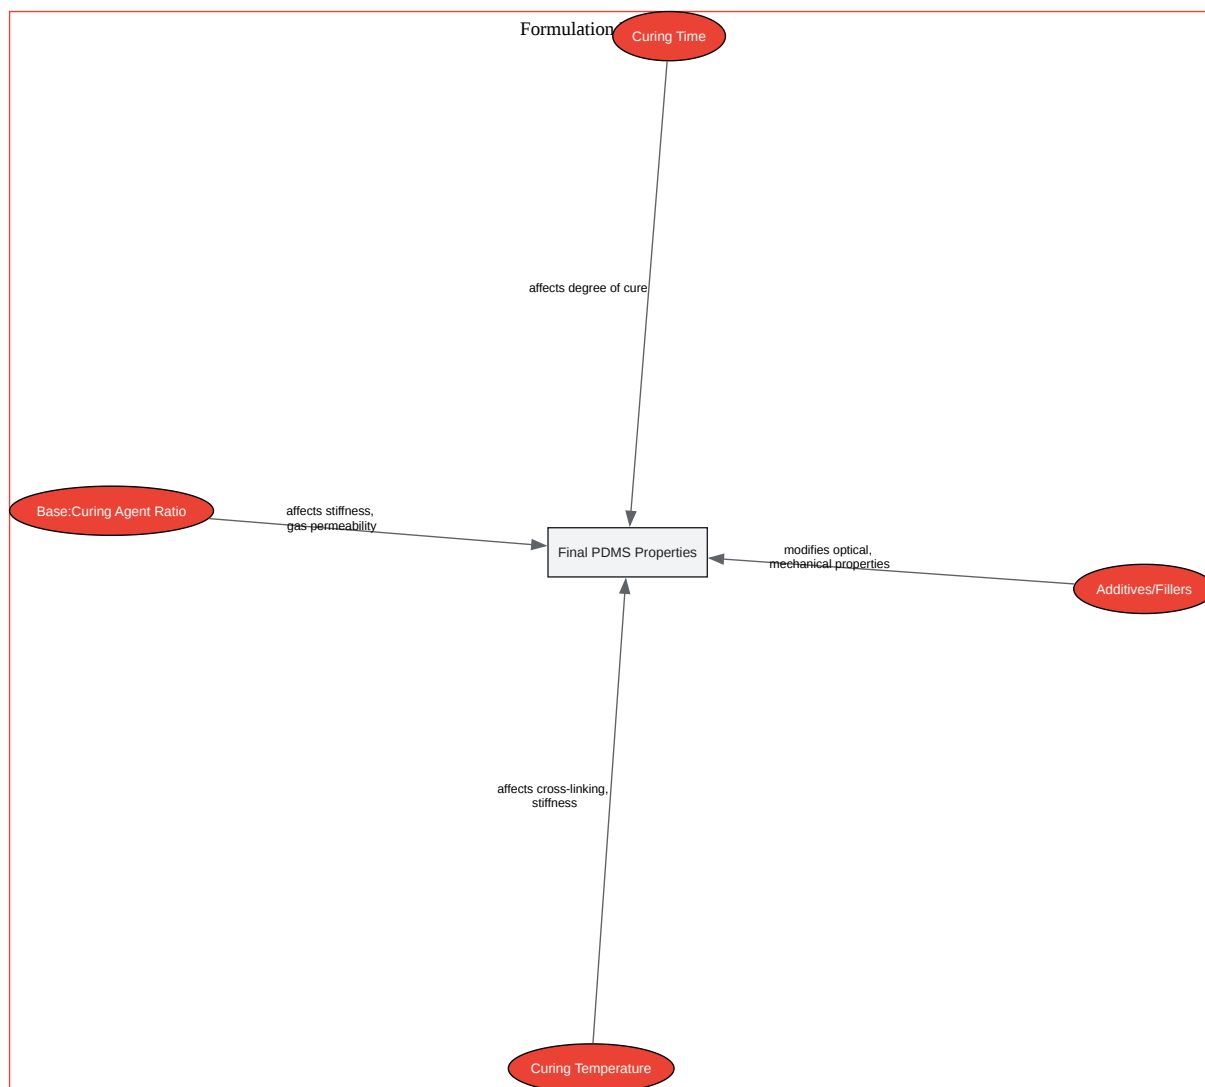 Formulation
Curing Time
affects degree of cure
Base:Curing Agent Ratio
affects stiffness,
gas permeability
Final PDMS Properties
modifies optical,
mechanical properties
Additives/Fillers
affects cross-linking,
stiffness
Curing Temperature